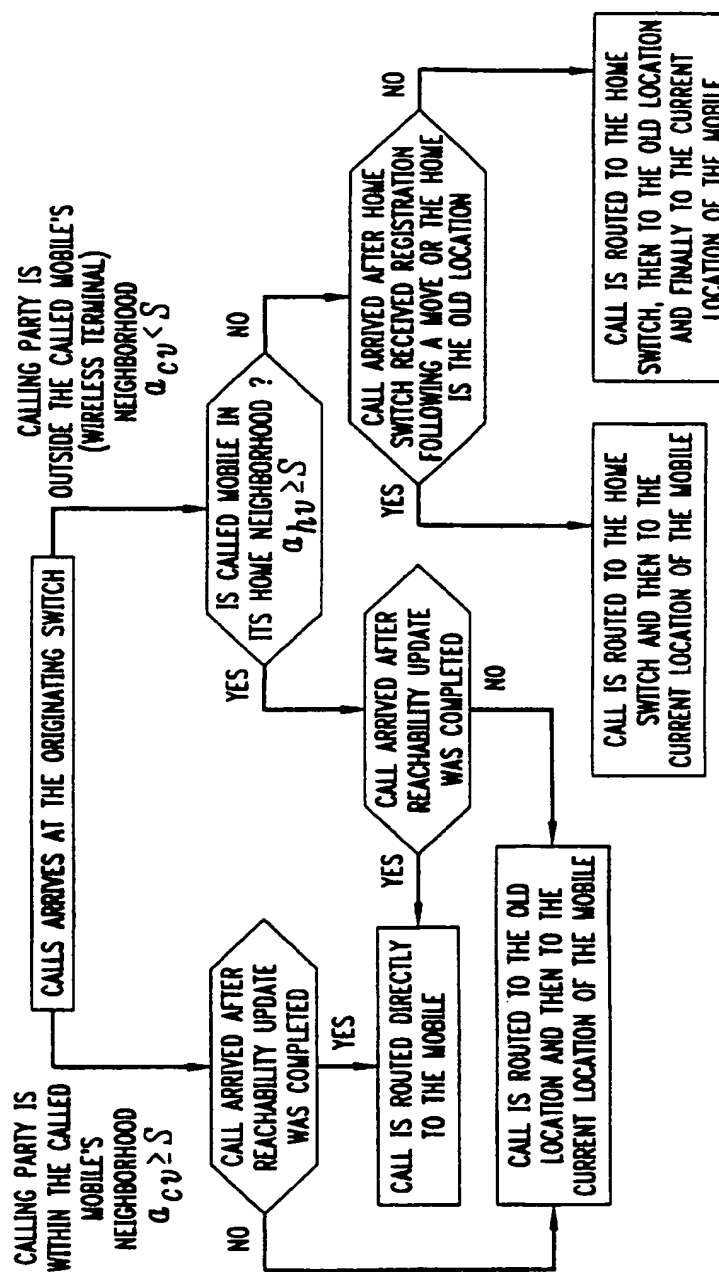 CALLS ARRIVES AT THE ORIGINATING SWITCH
CALLING PARTY IS
WITHIN THE CALLED
MOBILE'S
NEIGHBORHOOD
a_cv ≥ S
CALLING PARTY IS
OUTSIDE THE CALLED MOBILE'S
(WIRELESS TERMINAL)
NEIGHBORHOOD
a_cv < S
CALL ARRIVED AFTER
REACHABILITY UPDATE
WAS COMPLETED
NO
YES
IS CALLED MOBILE IN
ITS HOME NEIGHBORHOOD ?
a_hv ≥ S
YES
NO
CALL IS ROUTED DIRECTLY
TO THE MOBILE
CALL ARRIVED AFTER
REACHABILITY UPDATE
WAS COMPLETED
YES
NO
CALL ARRIVED AFTER HOME
SWITCH RECEIVED REGISTRATION
FOLLOWING A MOVE OR THE HOME
IS THE OLD LOCATION
YES
NO
CALL IS ROUTED TO THE OLD
LOCATION AND THEN TO THE
CURRENT LOCATION OF THE MOBILE
CALL IS ROUTED TO THE HOME
SWITCH AND THEN TO THE
CURRENT LOCATION OF THE MOBILE
CALL IS ROUTED TO THE HOME
SWITCH, THEN TO THE OLD LOCATION
AND FINALLY TO THE CURRENT
LOCATION OF THE MOBILE